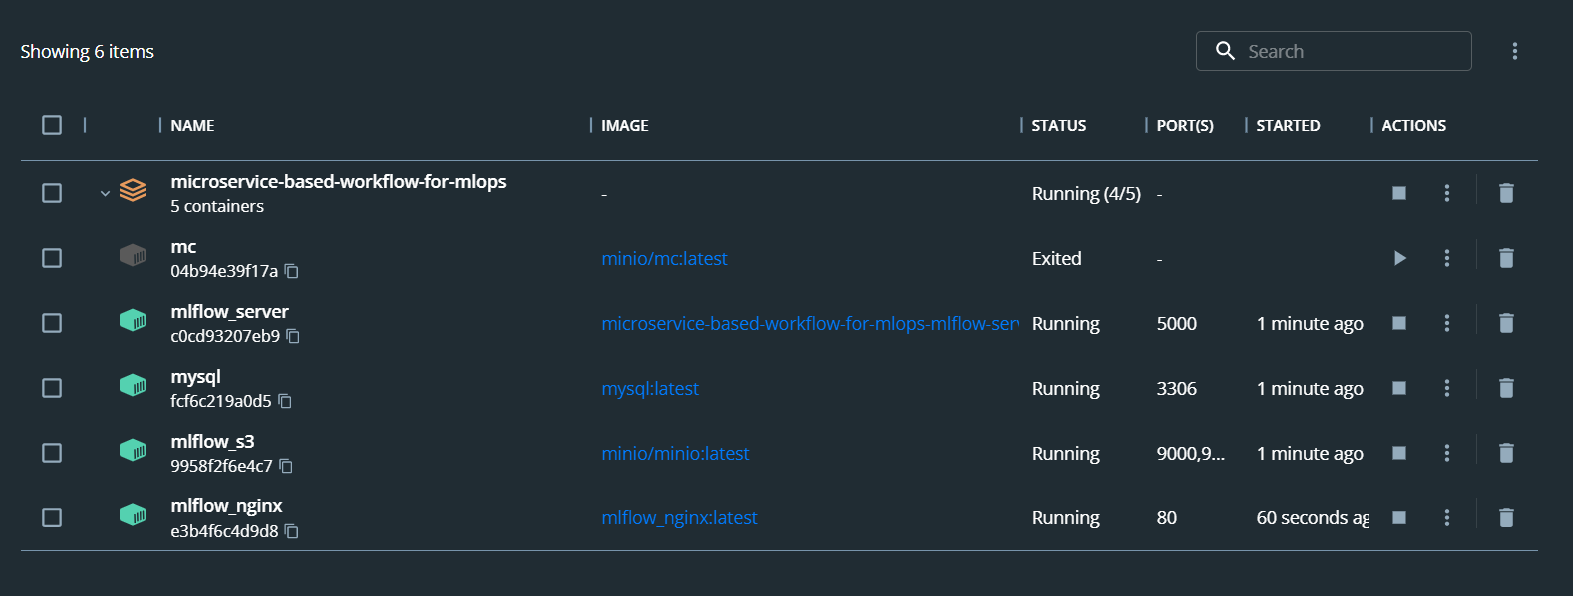 Showing 6 items
Search
NAME IMAGE STATUS PORT(S) STARTED ACTIONS
microservice-based-workflow-for-mlops
5 containers
- Running (4/5) -
mc
04b94e39f17a
minio/mc:latest Exited -
mlflow_server
c0cd93207eb9
microservice-based-workflow-for-mlops-mlflow-serv Running 5000 1 minute ago
mysql
fcf6c219a0d5
mysql:latest Running 3306 1 minute ago
mlflow_s3
9958f2f6e4c7
minio/minio:latest Running 9000,9... 1 minute ago
mlflow_nginx
e3b4f6c4d9d8
mlflow_nginx:latest Running 80 60 seconds ag